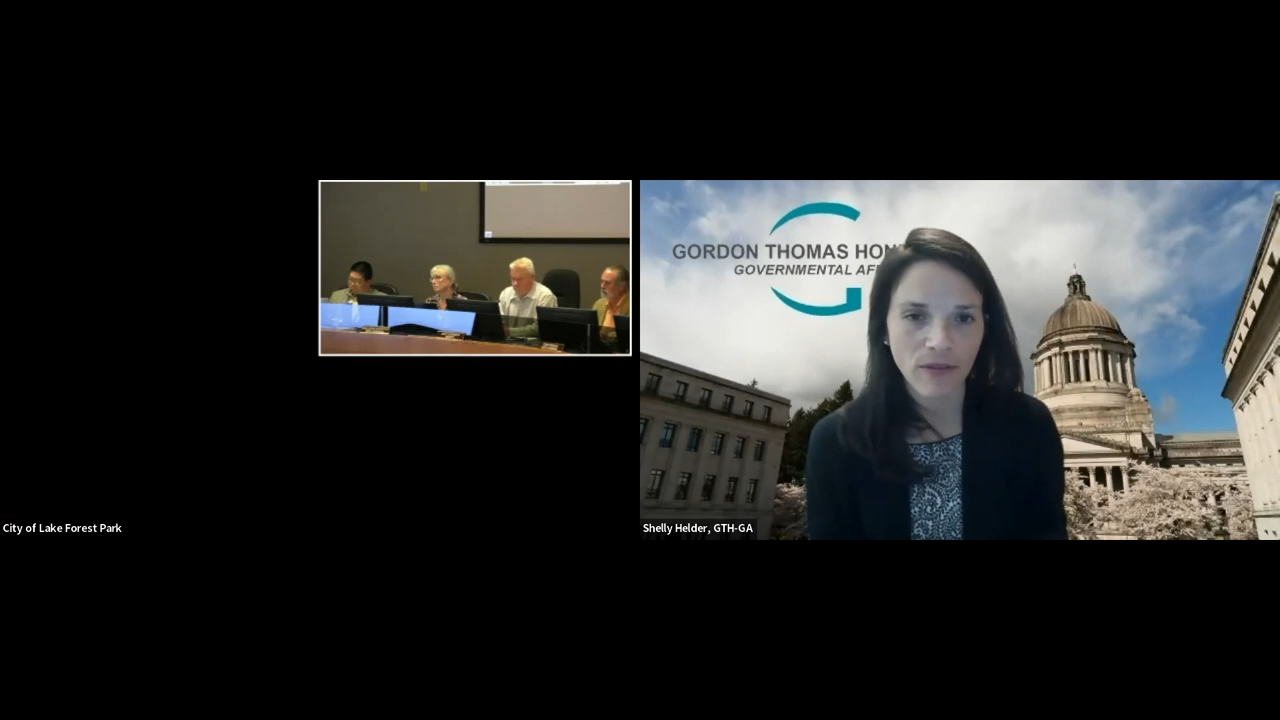 GORDON THOMAS HON
GOVERNMENTAL AF
City of Lake Forest Park
Shelly Helder, GTH-GA